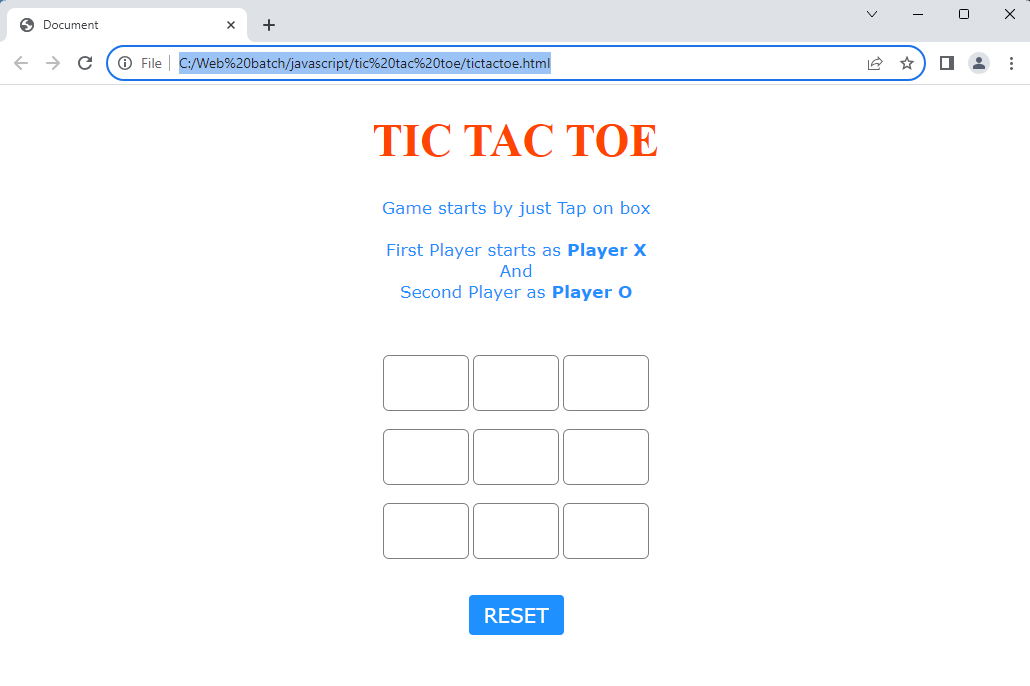 Document
File
C:/Web%20batch/javascript/tic%20tac%20toe/tictactoe.html
TIC TAC TOE
Game starts by just Tap on box
First Player starts as Player X
And
Second Player as Player O
RESET